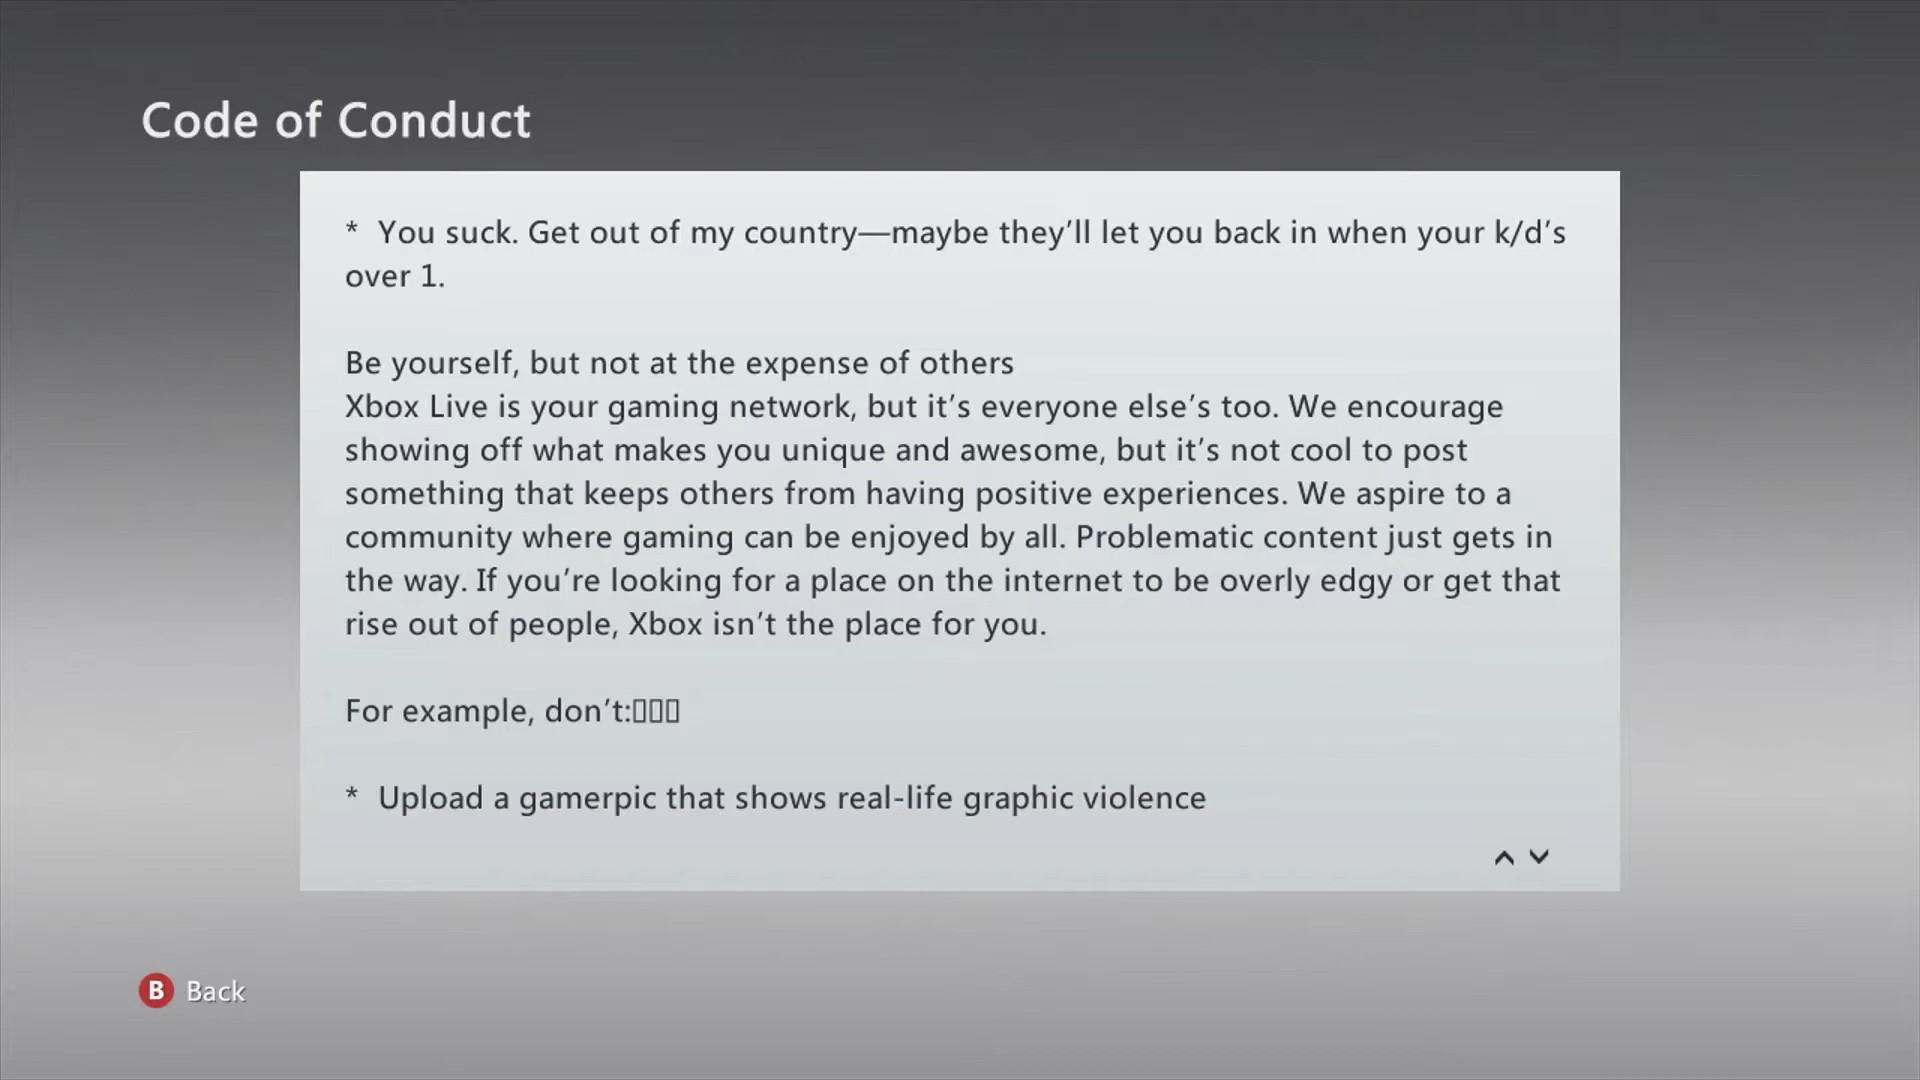 Code of Conduct
* You suck. Get out of my country—maybe they’ll let you back in when your k/d’s
over 1.
Be yourself, but not at the expense of others
Xbox Live is your gaming network, but it’s everyone else’s too. We encourage
showing off what makes you unique and awesome, but it’s not cool to post
something that keeps others from having positive experiences. We aspire to a
community where gaming can be enjoyed by all. Problematic content just gets in
the way. If you’re looking for a place on the internet to be overly edgy or get that
rise out of people, Xbox isn’t the place for you.
For example, don’t:▯▯▯
* Upload a gamerpic that shows real-life graphic violence
B Back